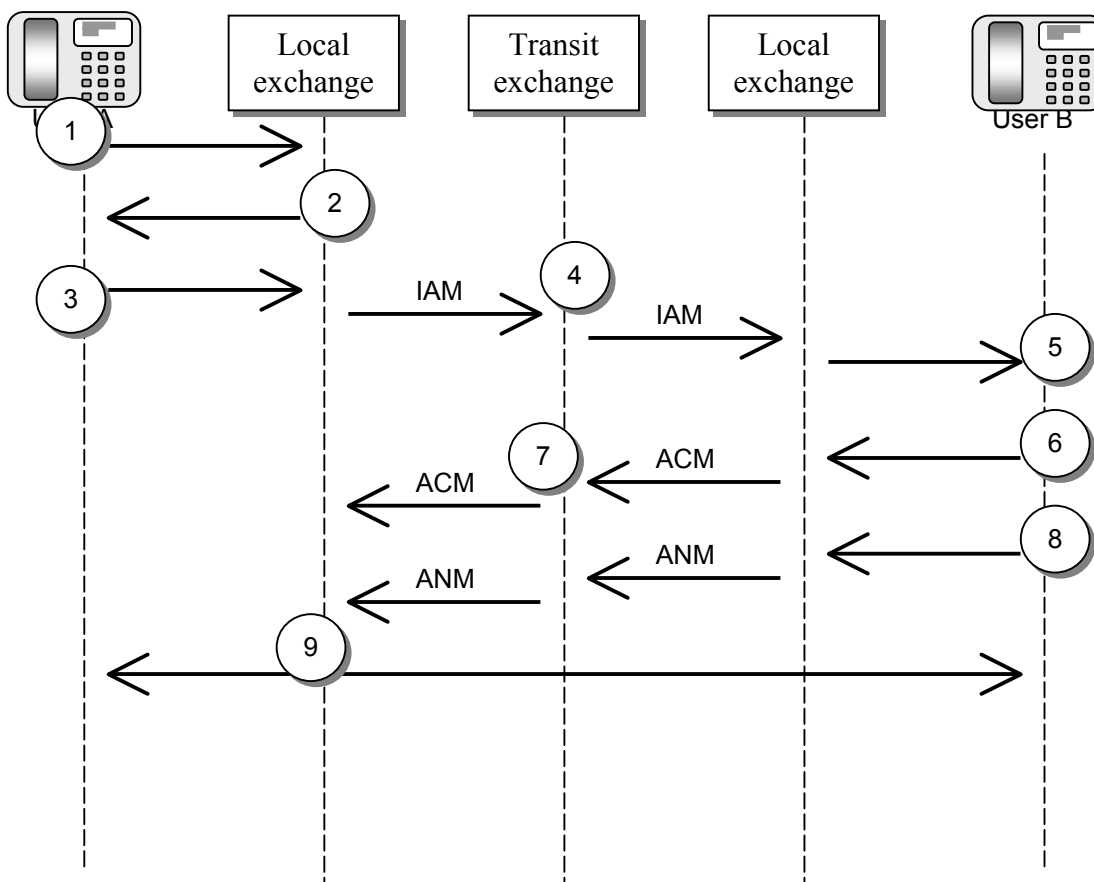 Local
exchange
Transit
exchange
Local
exchange
A
User B
1
2
3
IAM
4
IAM
5
6
7
ACM
ACM
8
ANM
ANM
9